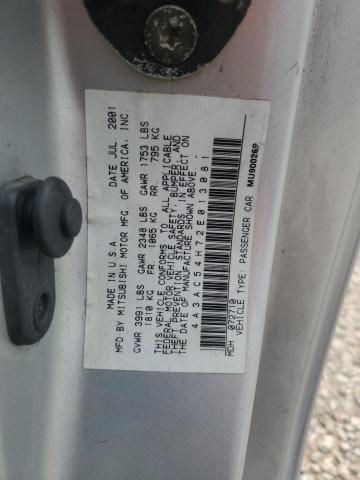 MADE IN U.S.A. DATE JUL 2001
MFD BY MITSUBISHI MOTOR MFG. OF AMERICA, INC.
GVWR 3991 LBS GAWR 2348 LBS GAWR 1753 LBS
1810 KG FR. 1065 KG RR. 795 KG
THIS VEHICLE CONFORMS TO ALL APPLICABLE
FEDERAL MOTOR VEHICLE SAFETY, BUMPER, AND
THEFT PREVENTION STANDARDS IN EFFECT ON
THE DATE OF MANUFACTURE SHOWN ABOVE.
4A3AC54H72E013081
MDH 072710 MU900269
VEHICLE TYPE: PASSENGER CAR